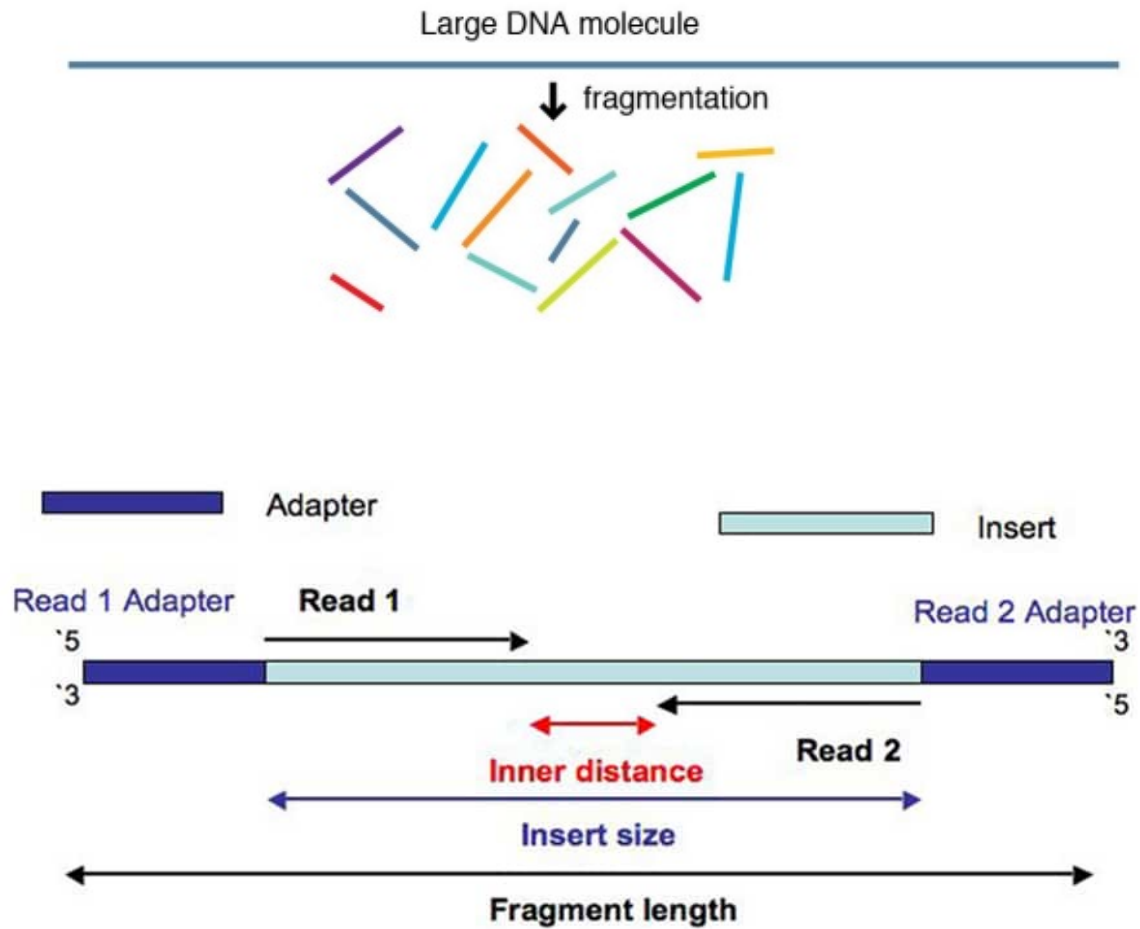 Large DNA molecule
fragmentation
Adapter
Insert
Read 1 Adapter
Read 1
Read 2 Adapter
`5
`3
`3
`5
Read 2
Inner distance
Insert size
Fragment length